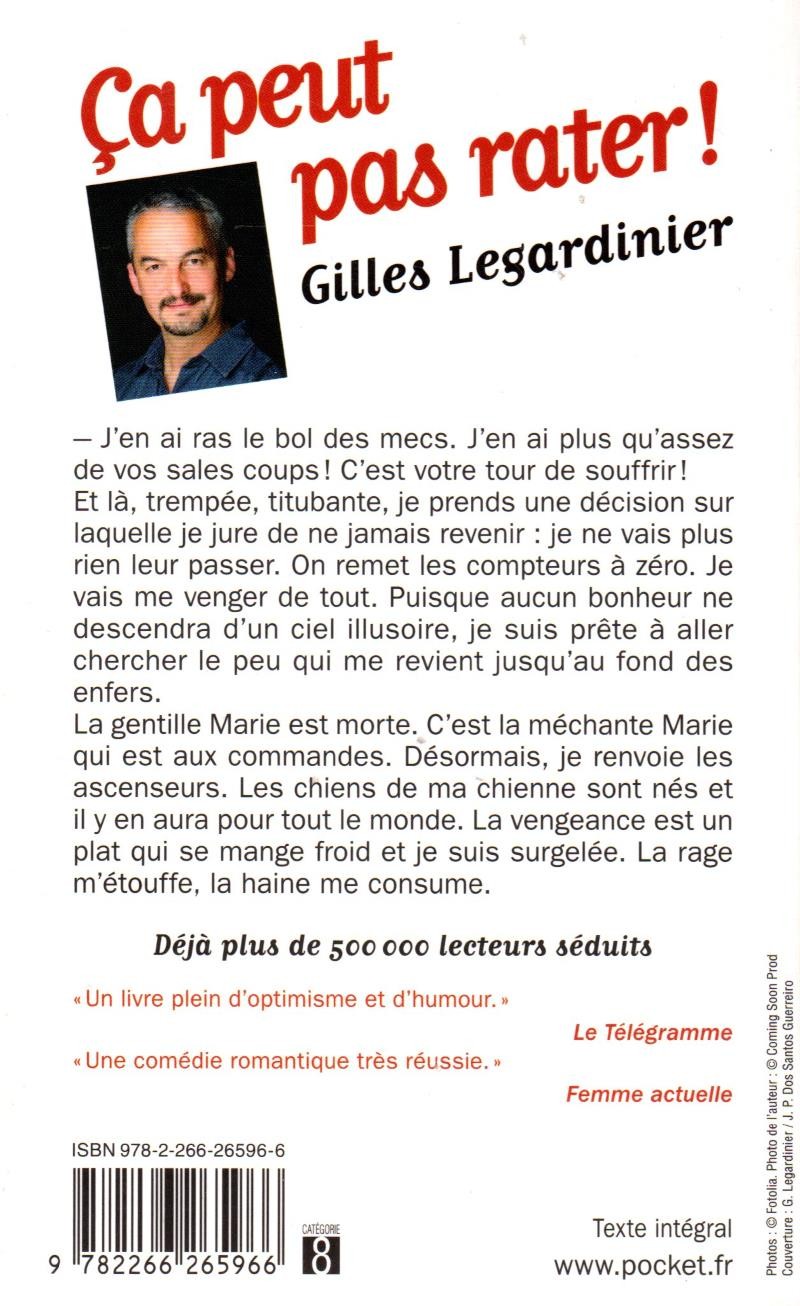 Ça peut
pas rater !
Gilles Legardinier
– J'en ai ras le bol des mecs. J'en ai plus qu'assez
de vos sales coups ! C'est votre tour de souffrir !
Et là, trempée, titubante, je prends une décision sur
laquelle je jure de ne jamais revenir : je ne vais plus
rien leur passer. On remet les compteurs à zéro. Je
vais me venger de tout. Puisque aucun bonheur ne
descendra d'un ciel illusoire, je suis prête à aller
chercher le peu qui me revient jusqu'au fond des
enfers.
La gentille Marie est morte. C'est la méchante Marie
qui est aux commandes. Désormais, je renvoie les
ascenseurs. Les chiens de ma chienne sont nés et
il y en aura pour tout le monde. La vengeance est un
plat qui se mange froid et je suis surgelée. La rage
m'étouffe, la haine me consume.
Déjà plus de 500 000 lecteurs séduits
« Un livre plein d'optimisme et d'humour. »
Le Télégramme
« Une comédie romantique très réussie. »
Femme actuelle
ISBN 978-2-266-26596-6
9 782266 265966
CATÉGORIE
8
Texte intégral
www.pocket.fr
Photos : © Fotolia. Photo de l'auteur : © Coming Soon Prod
Couverture : G. Legardinier / J. P. Dos Santos Guerreiro